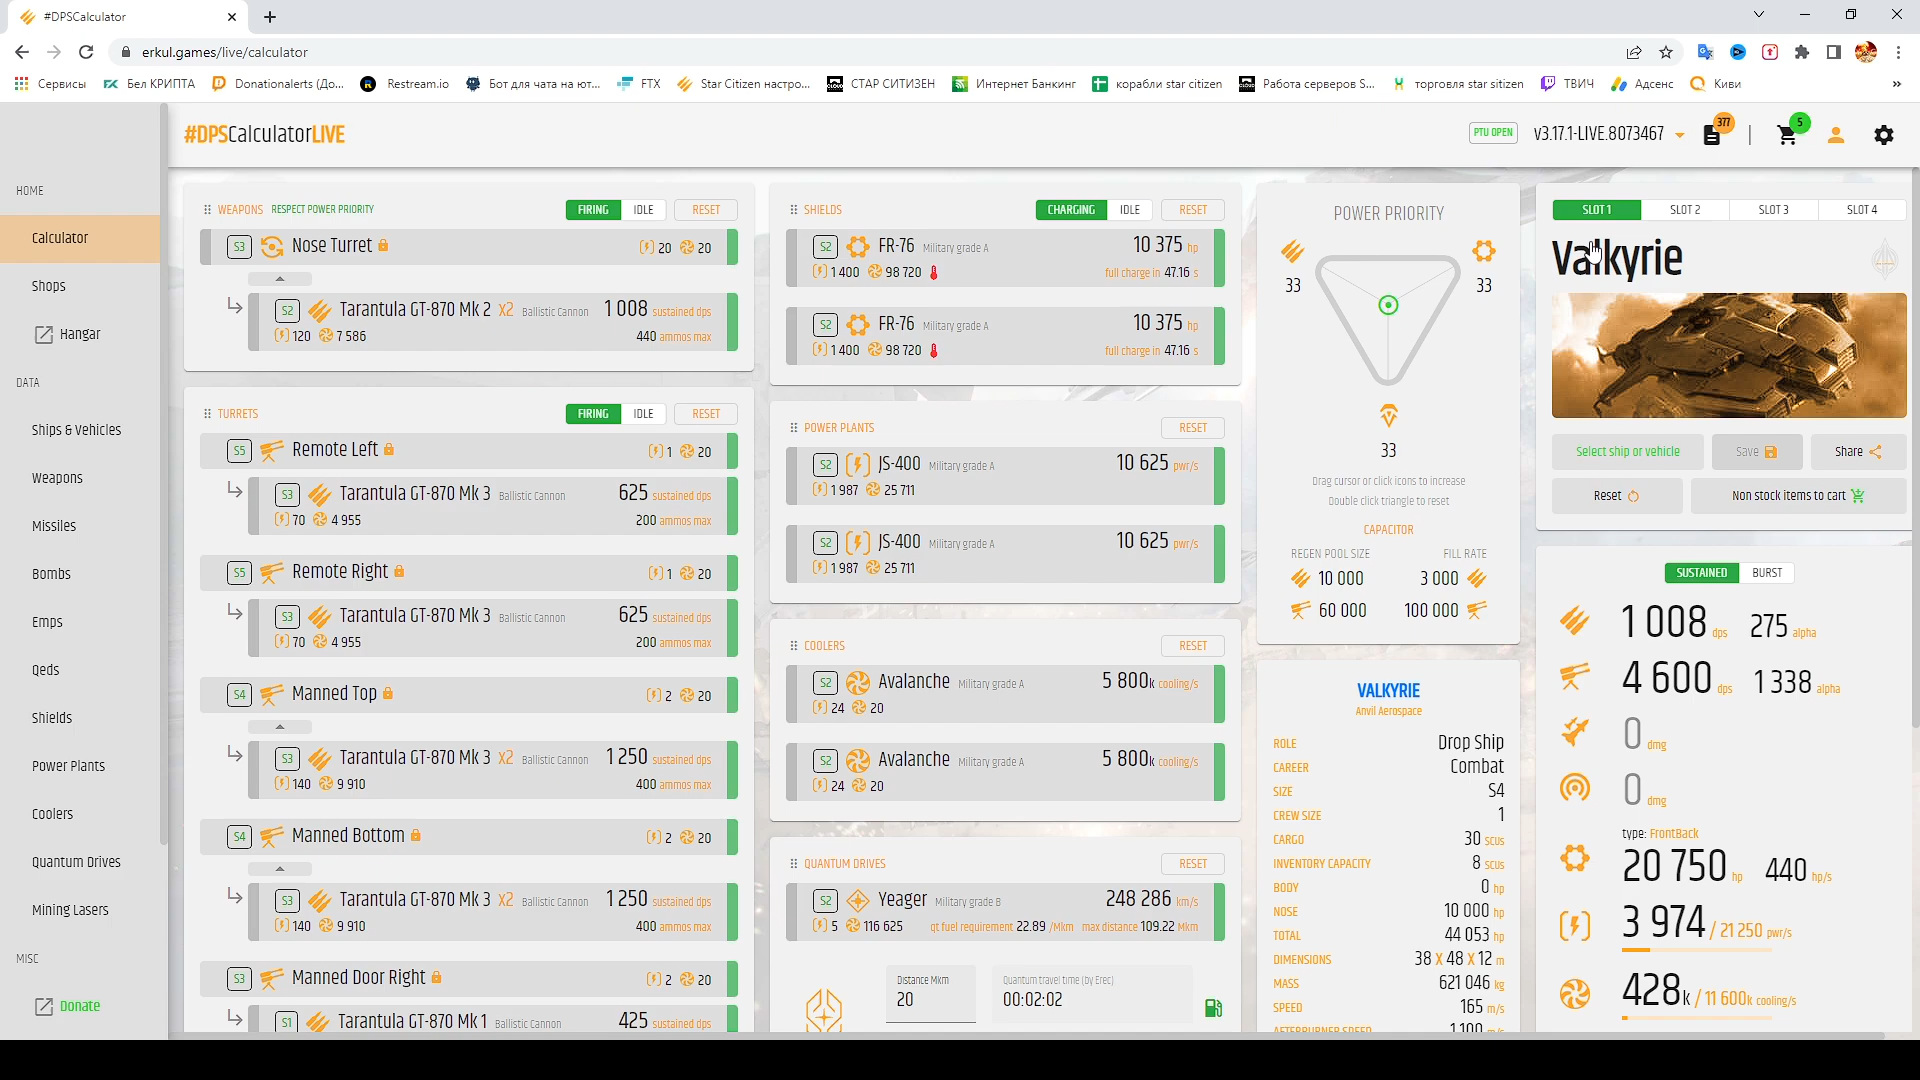 #DPSCalculator
erkul.games/live/calculator
Сервисы
Бел КРИПТА
Donationalerts (До...
Restream.io
Бот для чата на ют...
FTX
Star Citizen настро...
СТАР СИТИЗЕН
Интернет Банкинг
корабли star citizen
Работа серверов S...
торговля star sitizen
ТВИЧ
Адсенс
Киви
»
#DPSCalculatorLIVE
PTU OPEN
v3.17.1-LIVE.8073467
377
5
HOME
Calculator
Shops
Hangar
DATA
Ships & Vehicles
Weapons
Missiles
Bombs
Emps
Qeds
Shields
Power Plants
Coolers
Quantum Drives
Mining Lasers
MISC
Donate
WEAPONS RESPECT POWER PRIORITY FIRING IDLE RESET
S3 Nose Turret 20 20
S2 Tarantula GT-870 Mk 2 X2 Ballistic Cannon 1 008 sustained dps
120 7 586 440 ammos max
TURRETS FIRING IDLE RESET
S5 Remote Left 1 20
S3 Tarantula GT-870 Mk 3 Ballistic Cannon 625 sustained dps
70 4 955 200 ammos max
S5 Remote Right 1 20
S3 Tarantula GT-870 Mk 3 Ballistic Cannon 625 sustained dps
70 4 955 200 ammos max
S4 Manned Top 2 20
S3 Tarantula GT-870 Mk 3 X2 Ballistic Cannon 1 250 sustained dps
140 9 910 400 ammos max
S4 Manned Bottom 2 20
S3 Tarantula GT-870 Mk 3 X2 Ballistic Cannon 1 250 sustained dps
140 9 910 400 ammos max
S3 Manned Door Right 2 20
S1 Tarantula GT-870 Mk 1 Ballistic Cannon 425 sustained dps
SHIELDS CHARGING IDLE RESET
S2 FR-76 Military grade A 10 375 hp
1 400 98 720 full charge in 47.16 s
S2 FR-76 Military grade A 10 375 hp
1 400 98 720 full charge in 47.16 s
POWER PLANTS RESET
S2 JS-400 Military grade A 10 625 pwr/s
1 987 25 711
S2 JS-400 Military grade A 10 625 pwr/s
1 987 25 711
COOLERS RESET
S2 Avalanche Military grade A 5 800k cooling/s
24 20
S2 Avalanche Military grade A 5 800k cooling/s
24 20
QUANTUM DRIVES RESET
S2 Yeager Military grade B 248 286 km/s
5 116 625 qt fuel requirement 22.89 /Mkm max distance 109.22 Mkm
Distance Mkm Quantum travel time (by Erec)
20 00:02:02
POWER PRIORITY
33 33
33
Drag cursor or click icons to increase
Double click triangle to reset
CAPACITOR
REGEN POOL SIZE FILL RATE
10 000 3 000
60 000 100 000
VALKYRIE
Anvil Aerospace
ROLE Drop Ship
CAREER Combat
SIZE S4
CREW SIZE 1
CARGO 30 SCUs
INVENTORY CAPACITY 8 SCUs
BODY 0 hp
NOSE 10 000 hp
TOTAL 44 053 hp
DIMENSIONS 38 X 48 X 12 m
MASS 621 046 kg
SPEED 165 m/s
AFTERBURNER SPEED 1 100 m/s
SLOT 1 SLOT 2 SLOT 3 SLOT 4
Valkyrie
Select ship or vehicle Save Share
Reset Non stock items to cart
SUSTAINED BURST
1 008 dps 275 alpha
4 600 dps 1 338 alpha
0 dmg
0 dmg
type: FrontBack
20 750 hp 440 hp/s
3 974 / 21 250 pwr/s
428k / 11 600k cooling/s